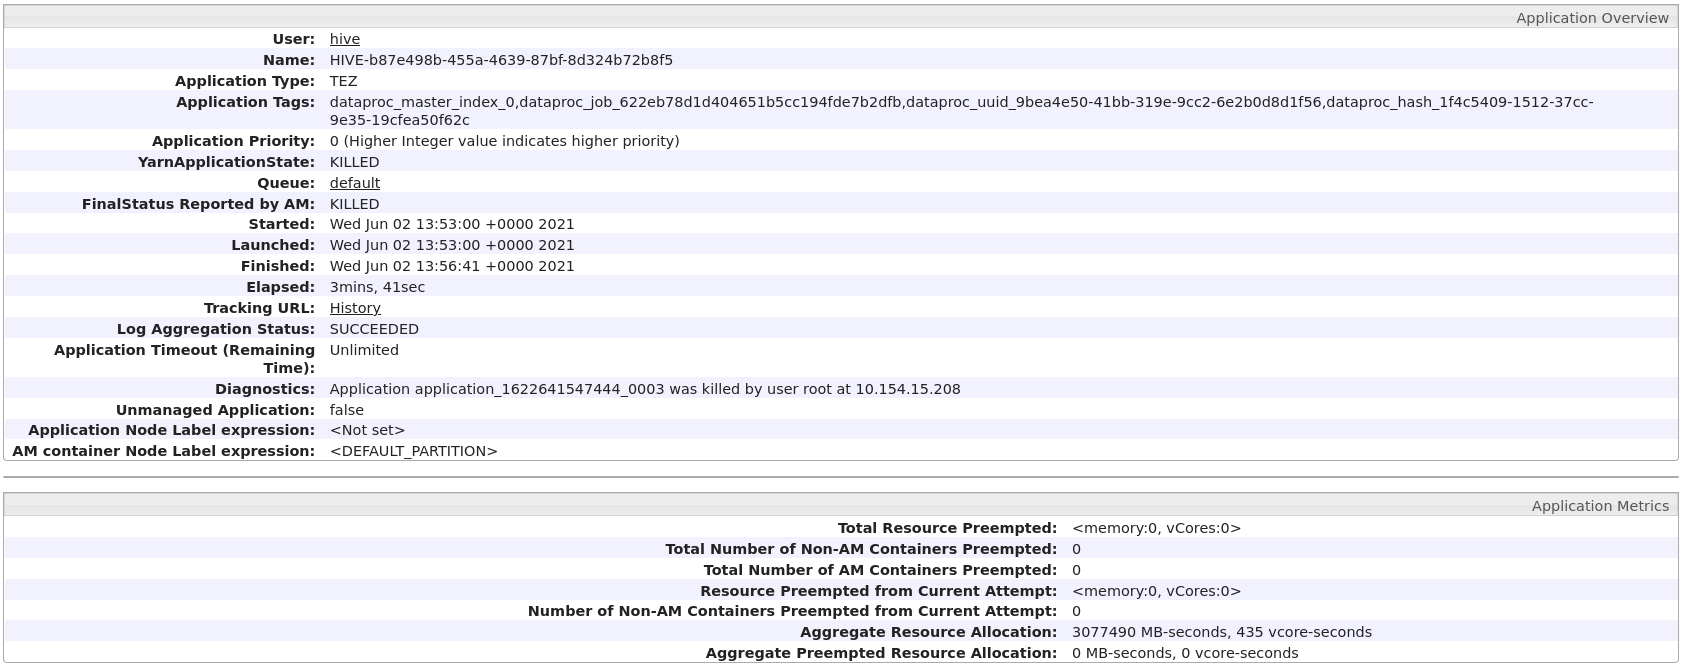 Application Overview
User: hive
Name: HIVE-b87e498b-455a-4639-87bf-8d324b72b8f5
Application Type: TEZ
Application Tags: dataproc_master_index_0,dataproc_job_622eb78d1d404651b5cc194fde7b2dfb,dataproc_uuid_9bea4e50-41bb-319e-9cc2-6e2b0d8d1f56,dataproc_hash_1f4c5409-1512-37cc-
9e35-19cfea50f62c
Application Priority: 0 (Higher Integer value indicates higher priority)
YarnApplicationState: KILLED
Queue: default
FinalStatus Reported by AM: KILLED
Started: Wed Jun 02 13:53:00 +0000 2021
Launched: Wed Jun 02 13:53:00 +0000 2021
Finished: Wed Jun 02 13:56:41 +0000 2021
Elapsed: 3mins, 41sec
Tracking URL: History
Log Aggregation Status: SUCCEEDED
Application Timeout (Remaining Unlimited
Time):
Diagnostics: Application application_1622641547444_0003 was killed by user root at 10.154.15.208
Unmanaged Application: false
Application Node Label expression: <Not set>
AM container Node Label expression: <DEFAULT_PARTITION>
Application Metrics
Total Resource Preempted: <memory:0, vCores:0>
Total Number of Non-AM Containers Preempted: 0
Total Number of AM Containers Preempted: 0
Resource Preempted from Current Attempt: <memory:0, vCores:0>
Number of Non-AM Containers Preempted from Current Attempt: 0
Aggregate Resource Allocation: 3077490 MB-seconds, 435 vcore-seconds
Aggregate Preempted Resource Allocation: 0 MB-seconds, 0 vcore-seconds